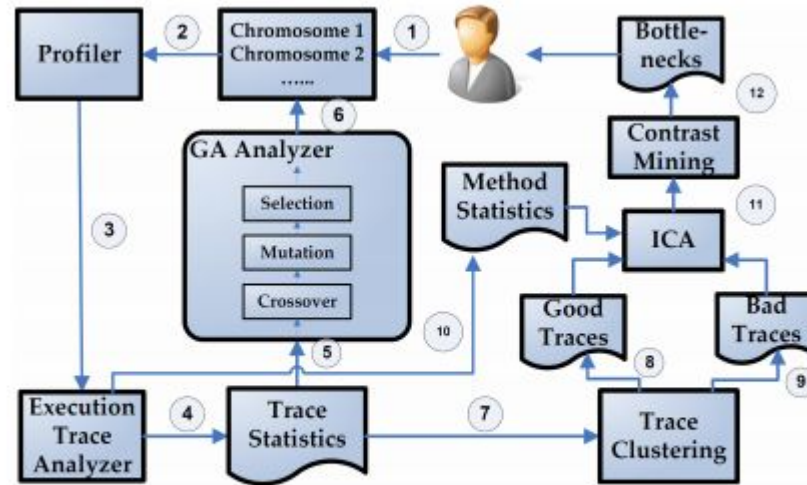 Profiler
2
Chromosome 1
Chromosome 2
......
1
Bottle-
necks
12
6
GA Analyzer
Selection
Mutation
Crossover
3
Method
Statistics
Contrast
Mining
11
ICA
10
Good
Traces
Bad
Traces
5
8
9
Execution
Trace
Analyzer
4
Trace
Statistics
7
Trace
Clustering